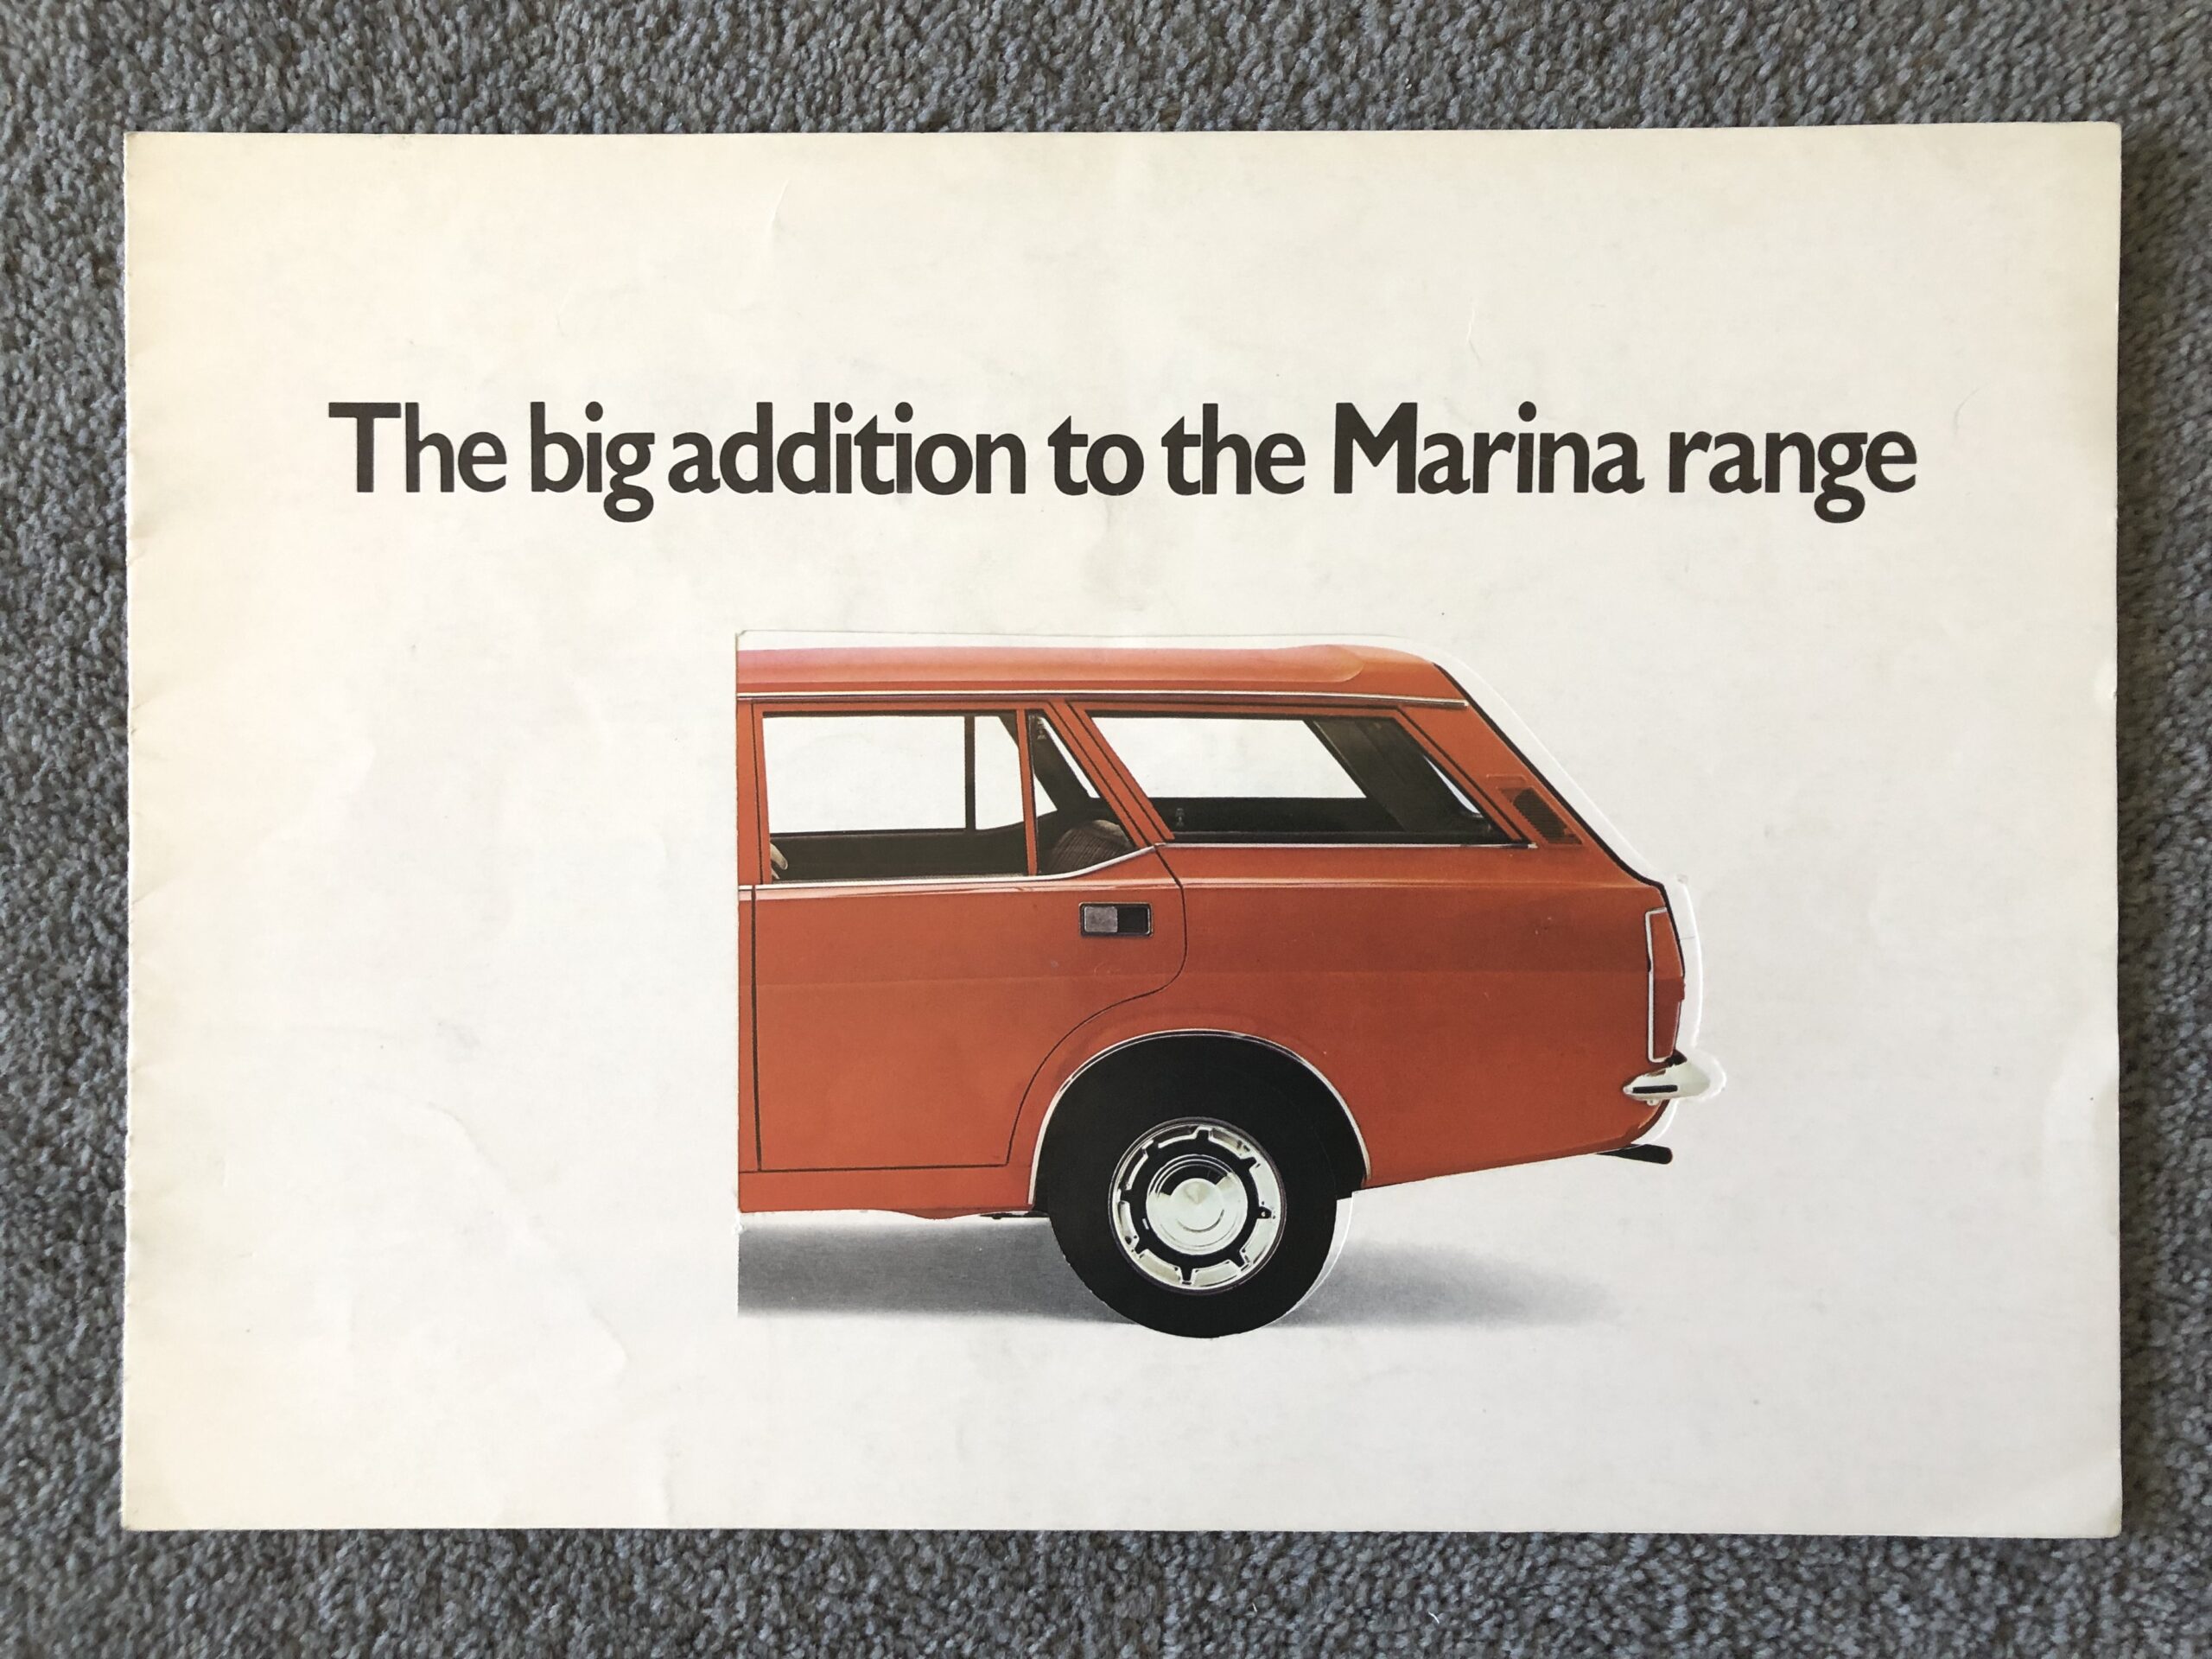 The big addition to the Marina range